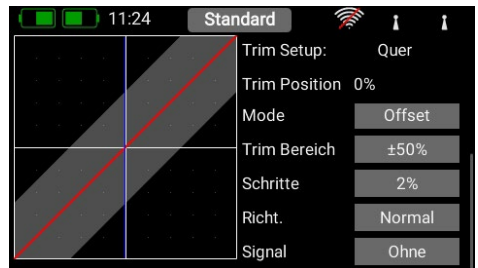 11:24 Standard
Trim Setup: Quer
Trim Position 0%
Mode Offset
Trim Bereich ±50%
Schritte 2%
Richt. Normal
Signal Ohne